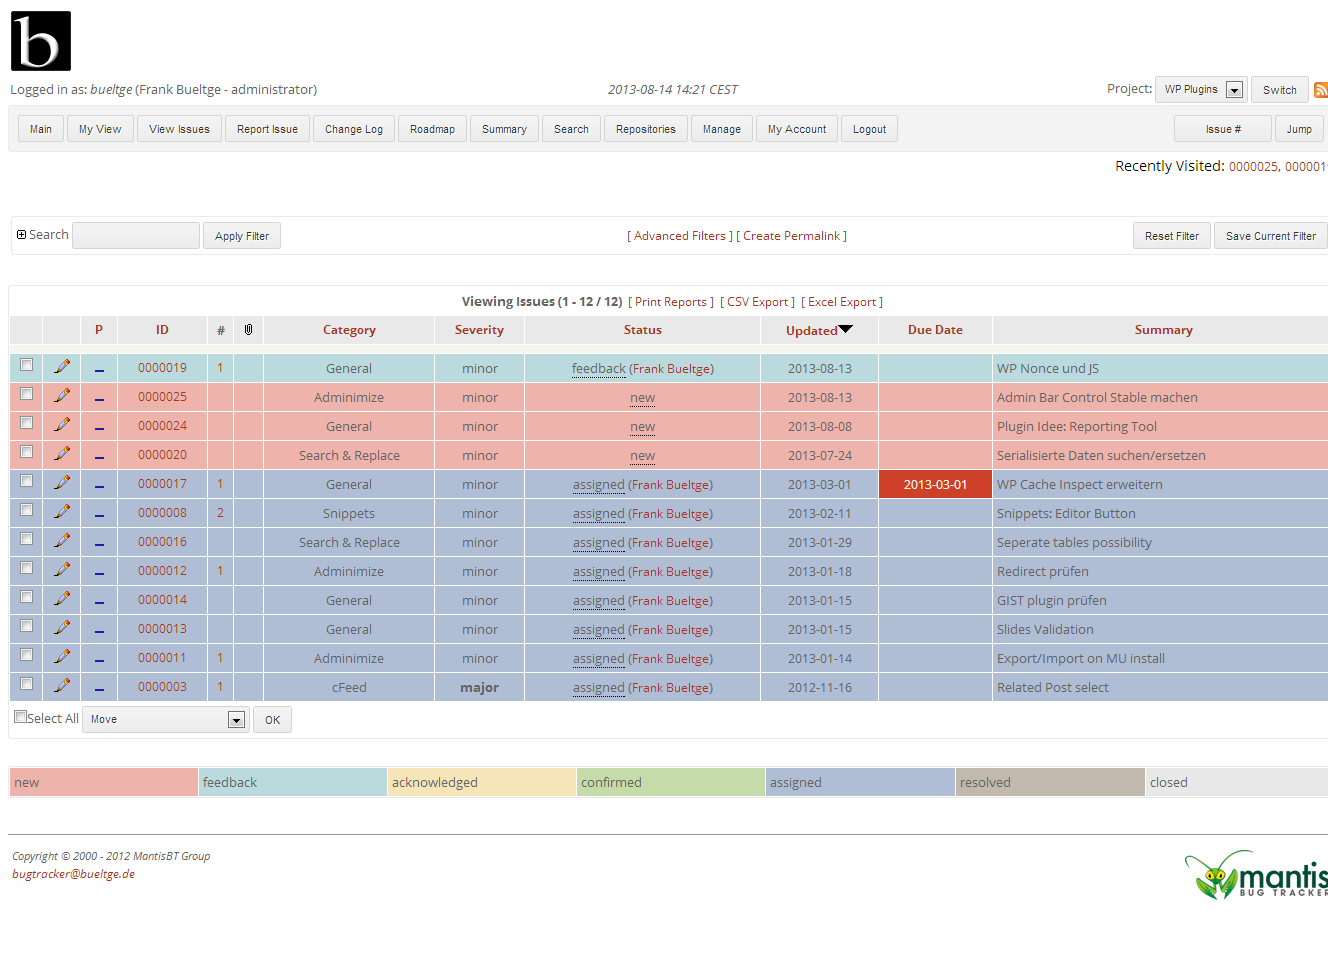 b
Logged in as: bueltge (Frank Bueltge - administrator) 2013-08-14 14:21 CEST Project: WP Plugins Switch
Main My View View Issues Report Issue Change Log Roadmap Summary Search Repositories Manage My Account Logout Issue # Jump
Recently Visited: 0000025, 000001
Search Apply Filter [ Advanced Filters ] [ Create Permalink ] Reset Filter Save Current Filter
Viewing Issues (1 - 12 / 12) [ Print Reports ] [ CSV Export ] [ Excel Export ]
P ID # Category Severity Status Updated Due Date Summary
0000019 1 General minor feedback (Frank Bueltge) 2013-08-13 WP Nonce und JS
0000025 Adminimize minor new 2013-08-13 Admin Bar Control Stable machen
0000024 General minor new 2013-08-08 Plugin Idee: Reporting Tool
0000020 Search & Replace minor new 2013-07-24 Serialisierte Daten suchen/ersetzen
0000017 1 General minor assigned (Frank Bueltge) 2013-03-01 2013-03-01 WP Cache Inspect erweitern
0000008 2 Snippets minor assigned (Frank Bueltge) 2013-02-11 Snippets: Editor Button
0000016 Search & Replace minor assigned (Frank Bueltge) 2013-01-29 Seperate tables possibility
0000012 1 Adminimize minor assigned (Frank Bueltge) 2013-01-18 Redirect prüfen
0000014 General minor assigned (Frank Bueltge) 2013-01-15 GIST plugin prüfen
0000013 General minor assigned (Frank Bueltge) 2013-01-15 Slides Validation
0000011 1 Adminimize minor assigned (Frank Bueltge) 2013-01-14 Export/Import on MU install
0000003 1 cFeed major assigned (Frank Bueltge) 2012-11-16 Related Post select
Select All Move OK
new feedback acknowledged confirmed assigned resolved closed
Copyright © 2000 - 2012 MantisBT Group
bugtracker@bueltge.de
mantis
BUG TRACKER